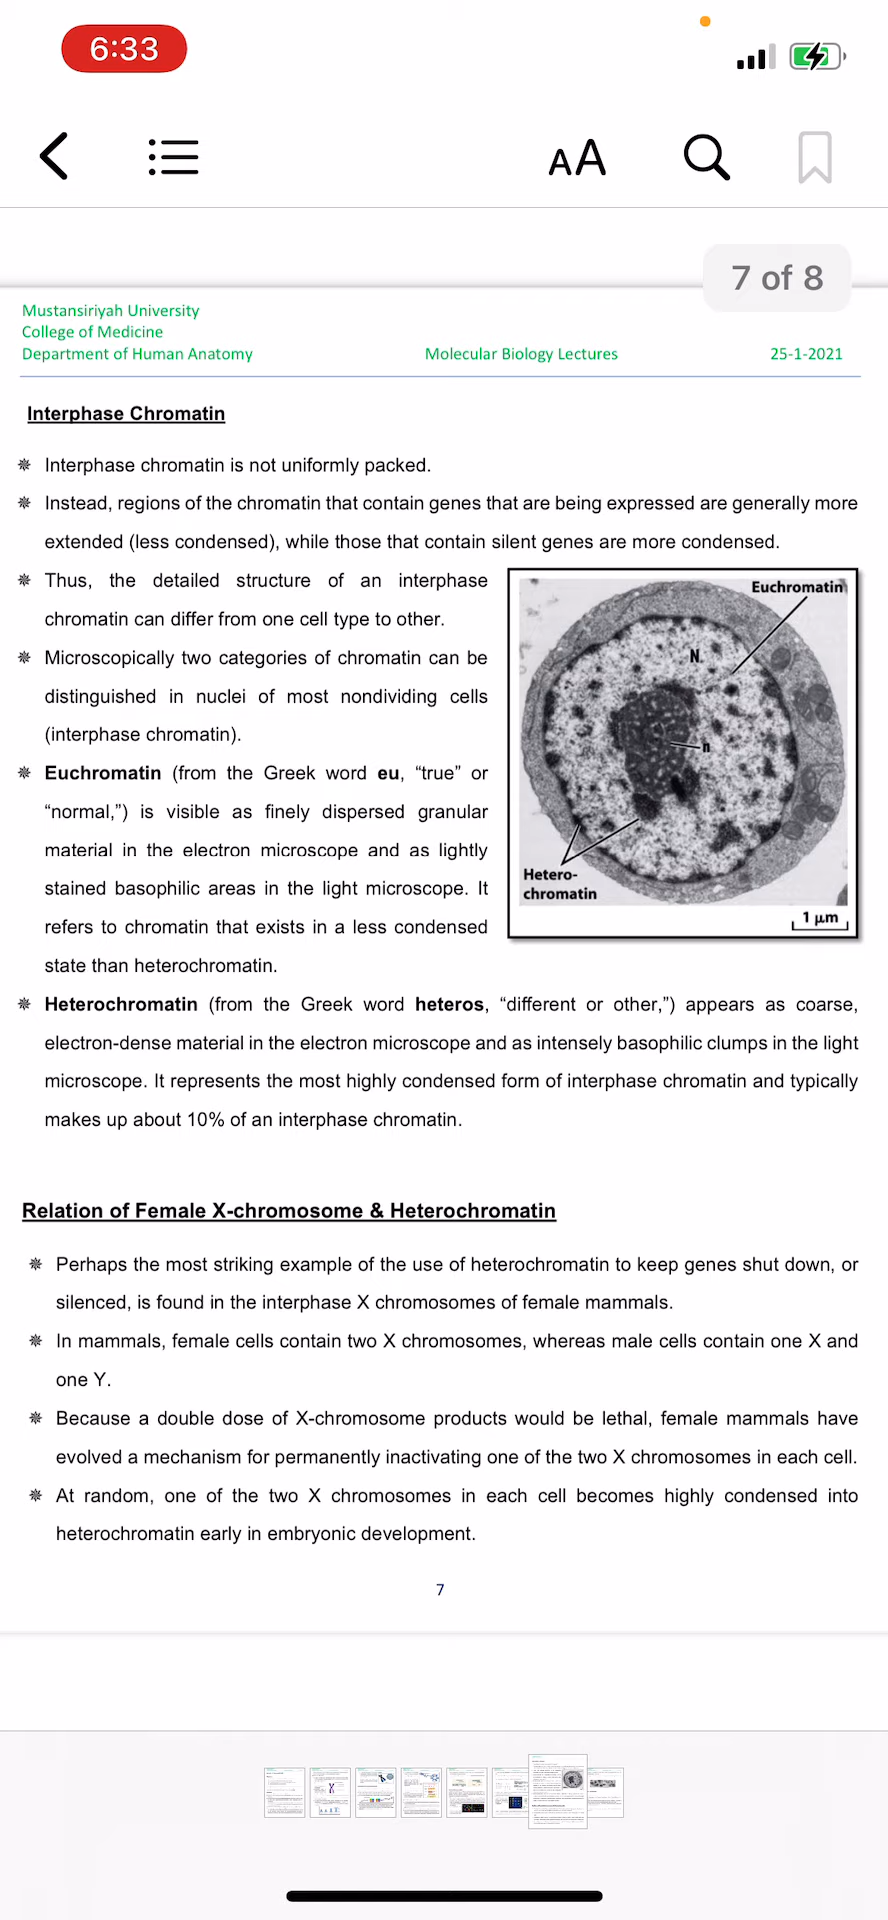 6:33
AA
7 of 8
Mustansiriyah University
College of Medicine
Department of Human Anatomy
Molecular Biology Lectures
25-1-2021
Interphase Chromatin
✵ Interphase chromatin is not uniformly packed.
✵ Instead, regions of the chromatin that contain genes that are being expressed are generally more
extended (less condensed), while those that contain silent genes are more condensed.
✵ Thus, the detailed structure of an interphase
chromatin can differ from one cell type to other.
✵ Microscopically two categories of chromatin can be
distinguished in nuclei of most nondividing cells
(interphase chromatin).
✵ Euchromatin (from the Greek word eu, “true” or
“normal,”) is visible as finely dispersed granular
material in the electron microscope and as lightly
stained basophilic areas in the light microscope. It
refers to chromatin that exists in a less condensed
state than heterochromatin.
Euchromatin
N
n
Hetero-
chromatin
1 μm
✵ Heterochromatin (from the Greek word heteros, “different or other,”) appears as coarse,
electron-dense material in the electron microscope and as intensely basophilic clumps in the light
microscope. It represents the most highly condensed form of interphase chromatin and typically
makes up about 10% of an interphase chromatin.
Relation of Female X-chromosome & Heterochromatin
✵ Perhaps the most striking example of the use of heterochromatin to keep genes shut down, or
silenced, is found in the interphase X chromosomes of female mammals.
✵ In mammals, female cells contain two X chromosomes, whereas male cells contain one X and
one Y.
✵ Because a double dose of X-chromosome products would be lethal, female mammals have
evolved a mechanism for permanently inactivating one of the two X chromosomes in each cell.
✵ At random, one of the two X chromosomes in each cell becomes highly condensed into
heterochromatin early in embryonic development.
7